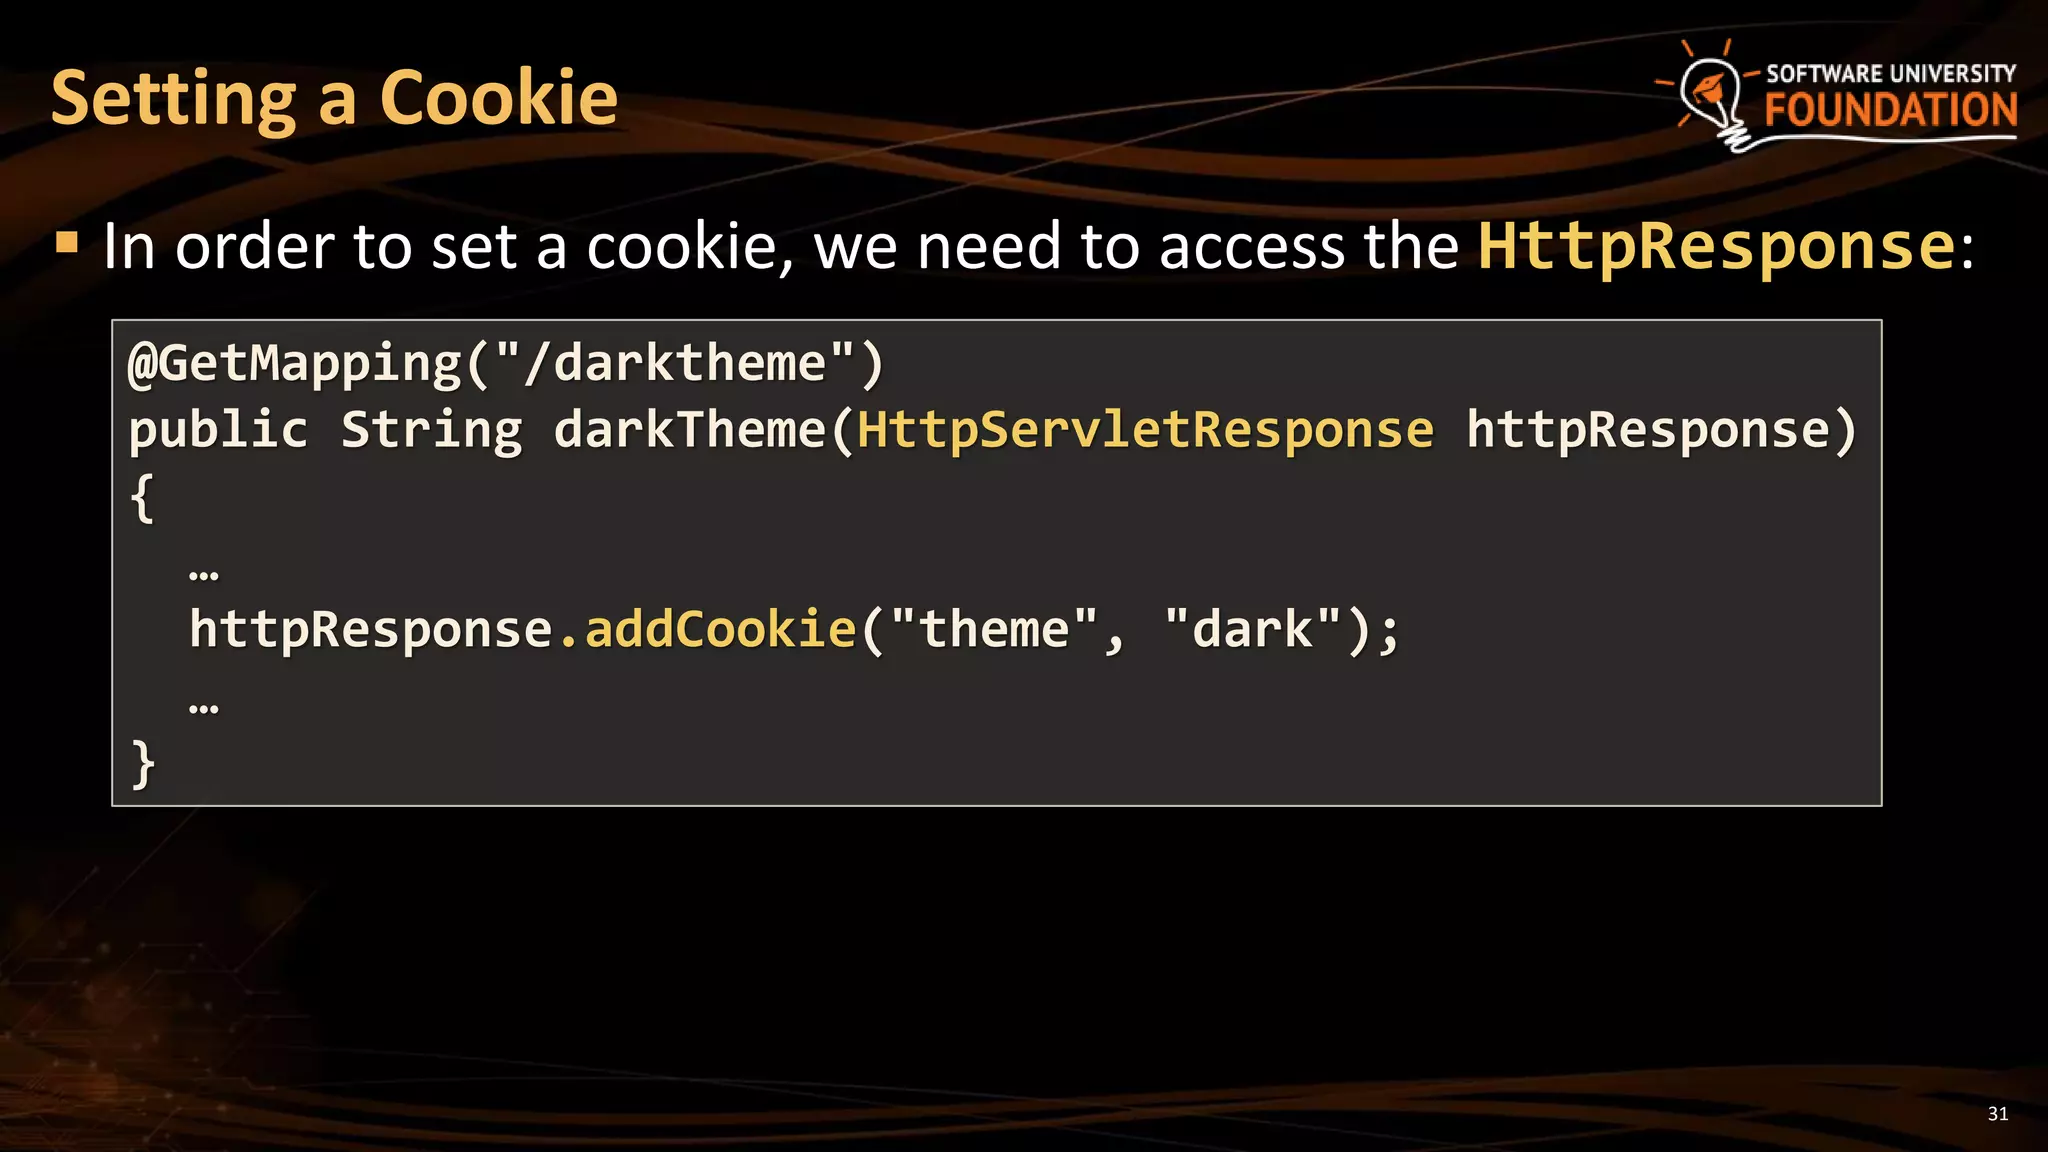 Setting a Cookie
SOFTWARE UNIVERSITY
FOUNDATION
▪ In order to set a cookie, we need to access the HttpResponse:
@GetMapping("/darktheme")
public String darkTheme(HttpServletResponse httpResponse)
{
  …
  httpResponse.addCookie("theme", "dark");
  …
}
31